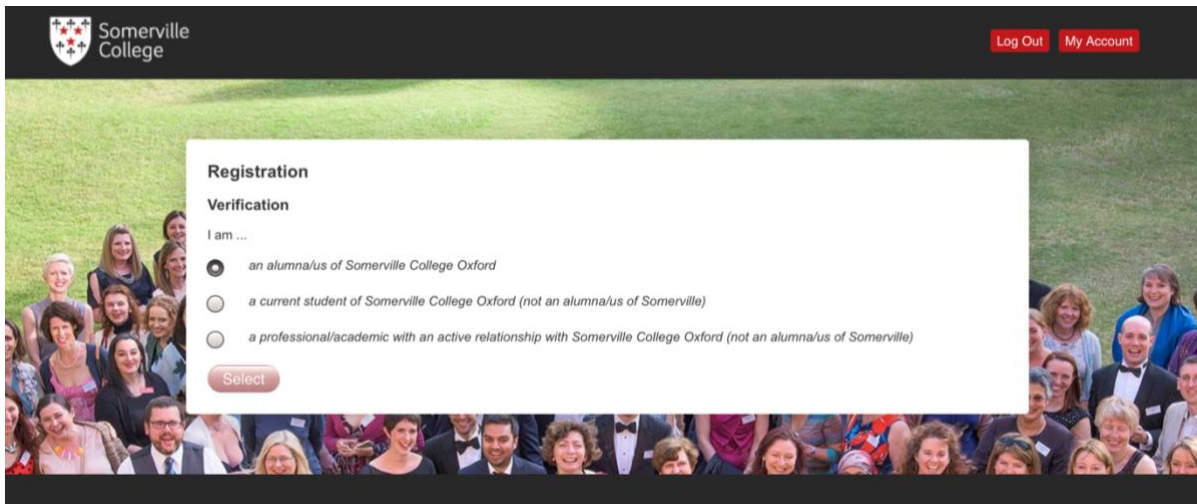 Somerville
College
Log Out My Account
Registration
Verification
I am ...
an alumna/us of Somerville College Oxford
a current student of Somerville College Oxford (not an alumna/us of Somerville)
a professional/academic with an active relationship with Somerville College Oxford (not an alumna/us of Somerville)
Select